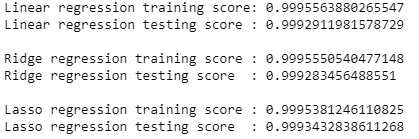 Linear regression training score: 0.9995563880265547
Linear regression testing score : 0.9992911981578729
Ridge regression training score : 0.9995550540477148
Ridge regression testing score  : 0.999283456488551
Lasso regression training score : 0.9995381246110825
Lasso regression testing score  : 0.9993432838611268